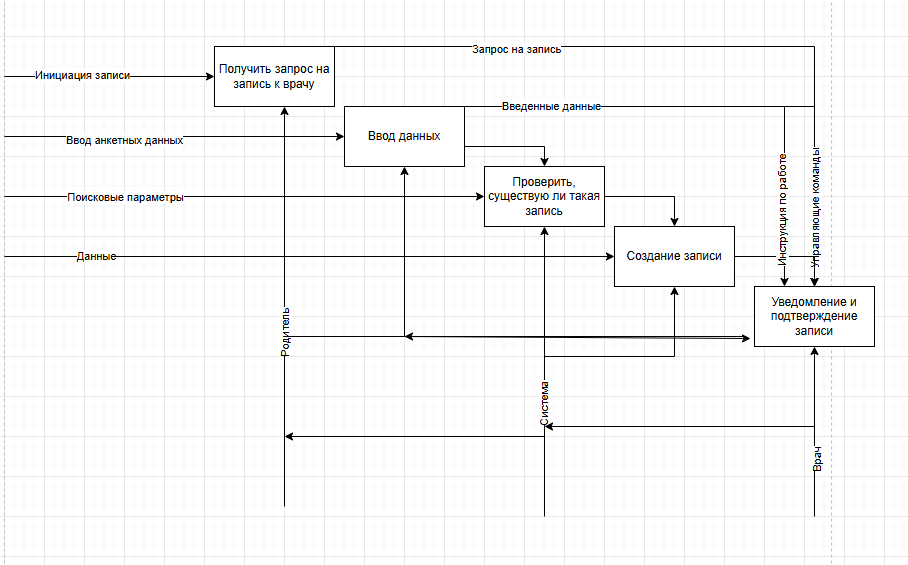 Запрос на запись
Инициация записи
Получить запрос на
запись к врачу
Введенные данные
Ввод анкетных данных
Ввод данных
Поисковые параметры
Проверить,
существую ли такая
запись
Инструкция по работе
Управляющие команды
Данные
Создание записи
Уведомление и
подтверждение
записи
Родитель
Система
Врач